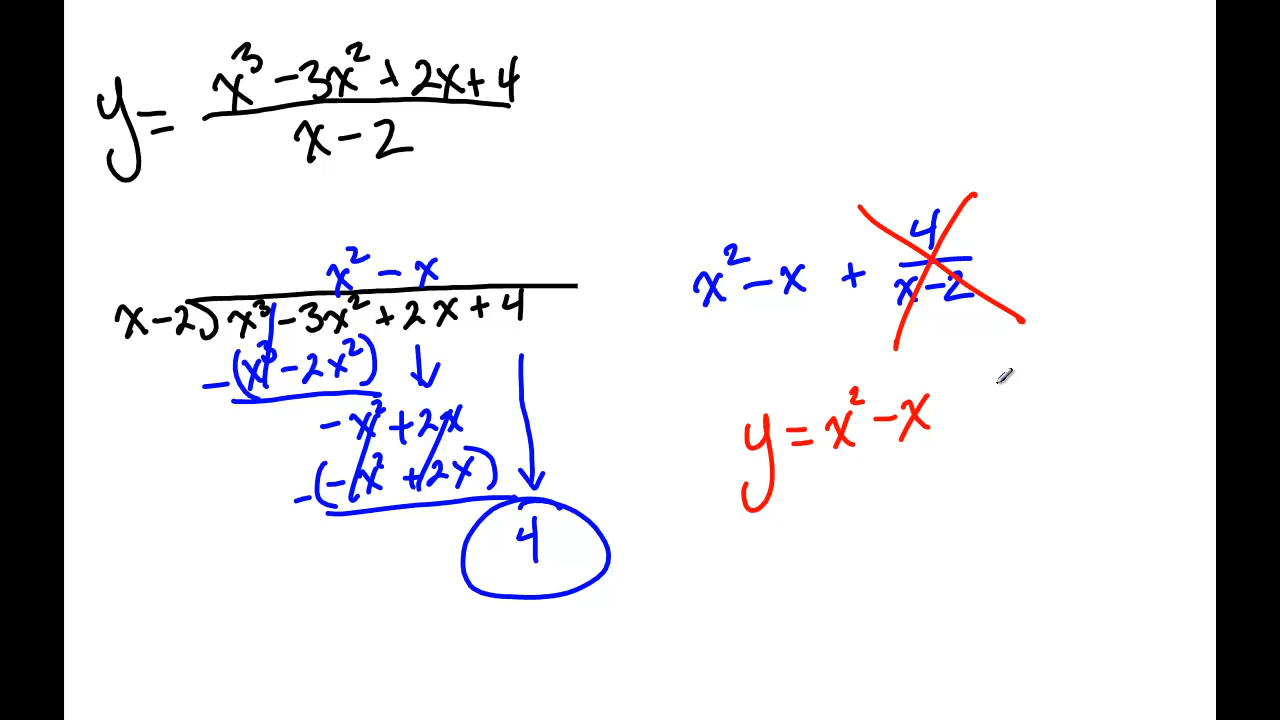 y = x³ - 3x² + 2x + 4 / x - 2
x² - x
x - 2 ) x³ - 3x² + 2x + 4
- (x³ - 2x²)
- x² + 2x
- (- x² + 2x)
4
x² - x + 4 / x - 2
y = x² - x